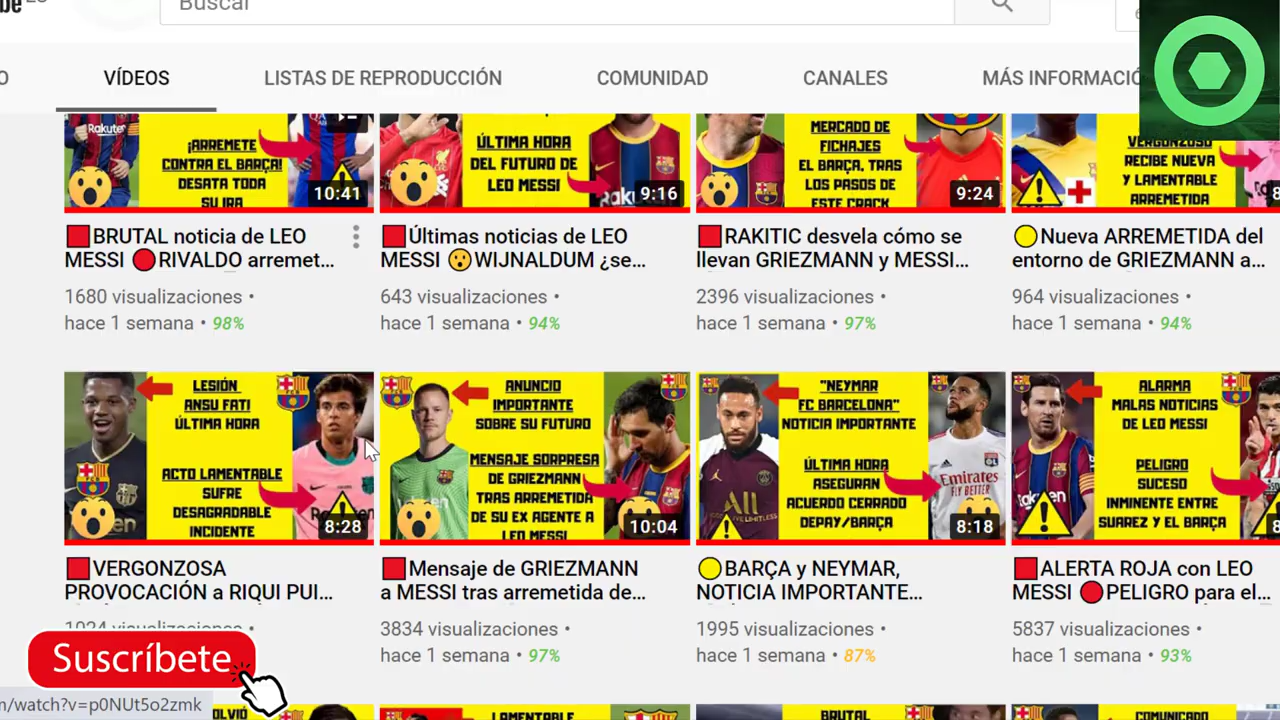 Buscar
VÍDEOS
LISTAS DE REPRODUCCIÓN
COMUNIDAD
CANALES
MÁS INFORMACIÓ
¡ARREMETE
CONTRA EL BARÇA!
DESATA TODA
SU IRA
10:41
ÚLTIMA HORA
DEL FUTURO DE
LEO MESSI
9:16
MERCADO DE
FICHAJES
EL BARÇA, TRAS
LOS PASOS DE
ESTE CRACK
9:24
VERGONZOSO
RECIBE NUEVA
Y LAMENTABLE
ARREMETIDA
🟥BRUTAL noticia de LEO
MESSI 🔴RIVALDO arremet...
1680 visualizaciones •
hace 1 semana • 98%
🟥Últimas noticias de LEO
MESSI 😮WIJNALDUM ¿se...
643 visualizaciones •
hace 1 semana • 94%
🟥RAKITIC desvela cómo se
llevan GRIEZMANN y MESSI...
2396 visualizaciones •
hace 1 semana • 97%
🟡Nueva ARREMETIDA del
entorno de GRIEZMANN a...
964 visualizaciones •
hace 1 semana • 94%
LESIÓN
ANSU FATI
ÚLTIMA HORA
ACTO LAMENTABLE
SUFRE
DESAGRADABLE
INCIDENTE
8:28
ANUNCIO
IMPORTANTE
SOBRE SU FUTURO
MENSAJE SORPRESA
DE GRIEZMANN
TRAS ARREMETIDA
DE SU EX AGENTE A
LEO MESSI
10:04
"NEYMAR
FC BARCELONA"
NOTICIA IMPORTANTE
ÚLTIMA HORA
ASEGURAN
ACUERDO CERRADO
DEPAY/BARÇA
Emirates
FLY BETTER
8:18
ALARMA
MALAS NOTICIAS
DE LEO MESSI
PELIGRO
SUCESO
INMINENTE ENTRE
SUAREZ Y EL BARÇA
🟥VERGONZOSA
PROVOCACIÓN a RIQUI PUI...
1024 visualizaciones •
🟥Mensaje de GRIEZMANN
a MESSI tras arremetida de...
3834 visualizaciones •
hace 1 semana • 97%
🟡BARÇA y NEYMAR,
NOTICIA IMPORTANTE...
1995 visualizaciones •
hace 1 semana • 87%
🟥ALERTA ROJA con LEO
MESSI 🔴PELIGRO para el...
5837 visualizaciones •
hace 1 semana • 93%
Suscríbete
m/watch?v=p0NUt5o2zmk
LAMENTABLE
BRUTAL
COMUNICADO